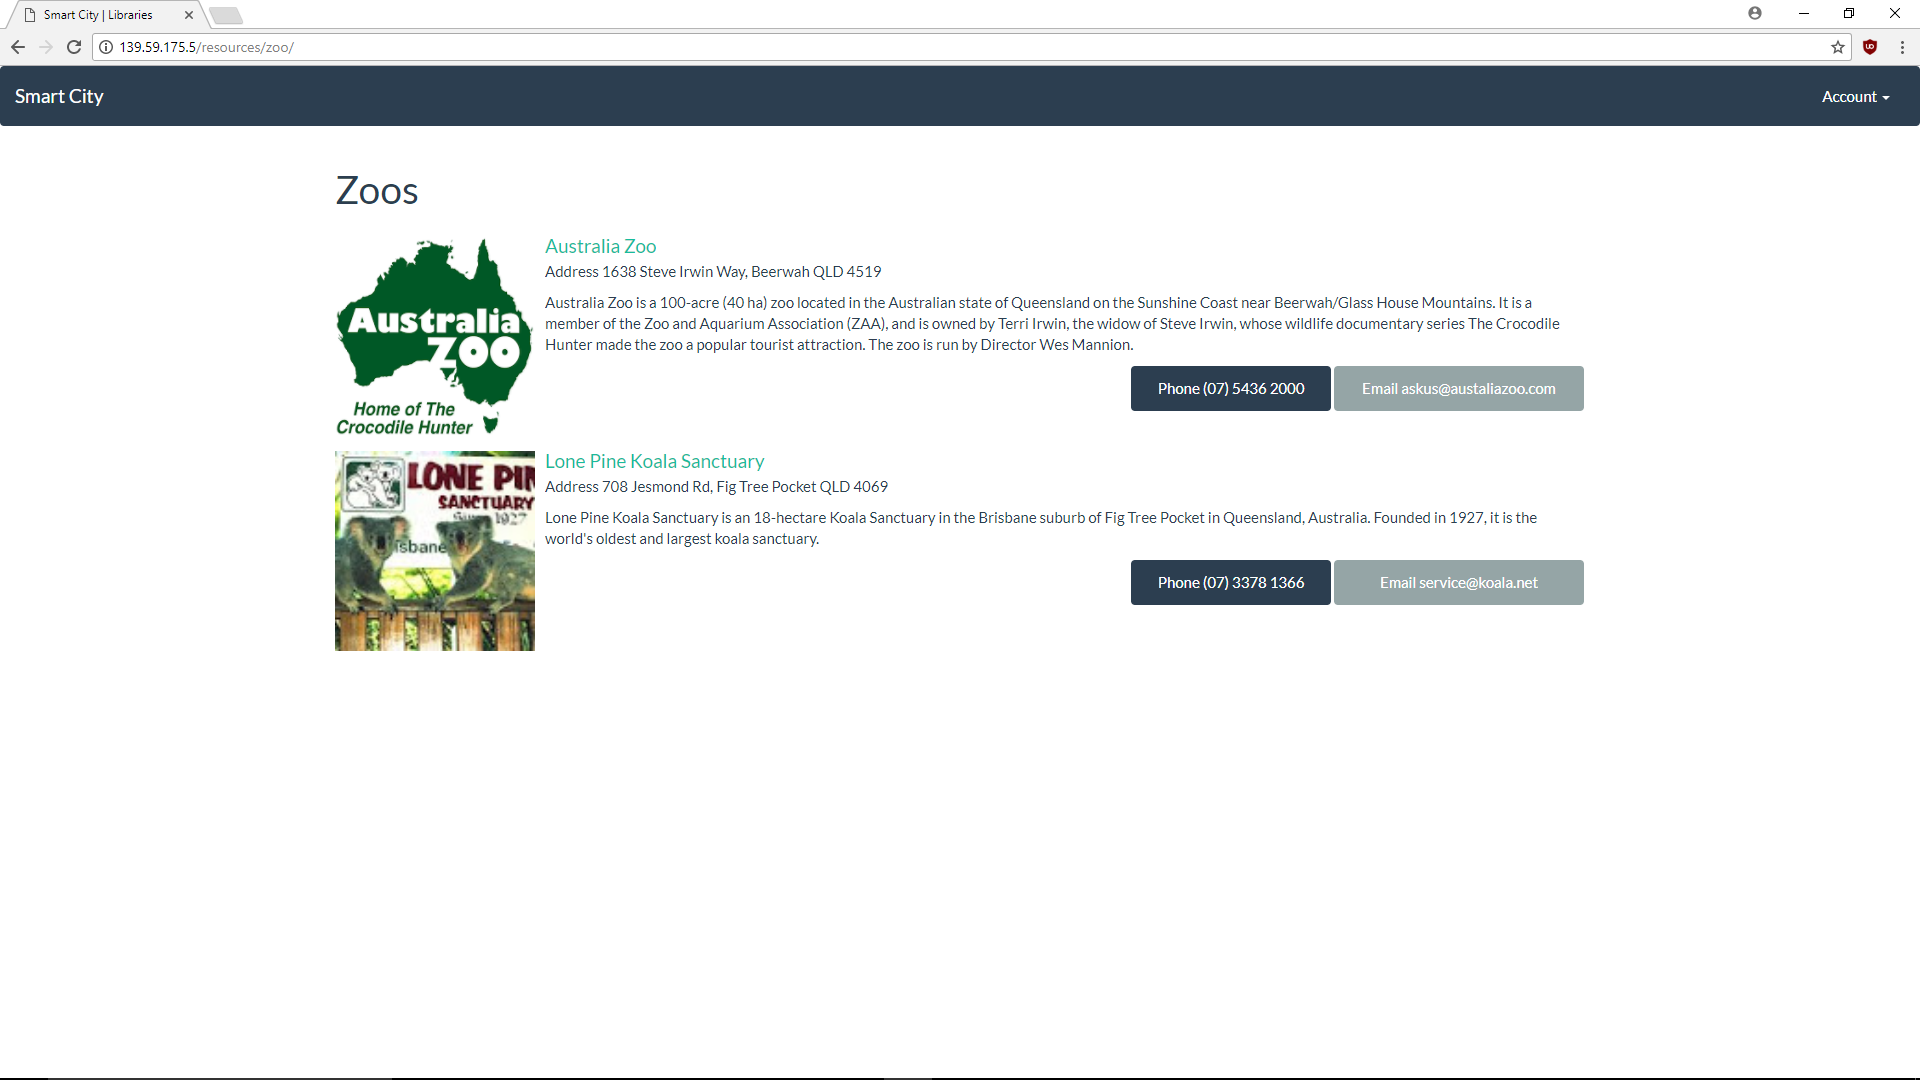 Smart City | Libraries
139.59.175.5/resources/zoo/
Smart City
Account
Zoos
Australia
ZOO
Home of The
Crocodile Hunter
Australia Zoo
Address 1638 Steve Irwin Way, Beerwah QLD 4519
Australia Zoo is a 100-acre (40 ha) zoo located in the Australian state of Queensland on the Sunshine Coast near Beerwah/Glass House Mountains. It is a
member of the Zoo and Aquarium Association (ZAA), and is owned by Terri Irwin, the widow of Steve Irwin, whose wildlife documentary series The Crocodile
Hunter made the zoo a popular tourist attraction. The zoo is run by Director Wes Mannion.
Phone (07) 5436 2000
Email askus@austaliazoo.com
LONE PIN
SANCTUARY
Since 1927
isbane
Lone Pine Koala Sanctuary
Address 708 Jesmond Rd, Fig Tree Pocket QLD 4069
Lone Pine Koala Sanctuary is an 18-hectare Koala Sanctuary in the Brisbane suburb of Fig Tree Pocket in Queensland, Australia. Founded in 1927, it is the
world's oldest and largest koala sanctuary.
Phone (07) 3378 1366
Email service@koala.net